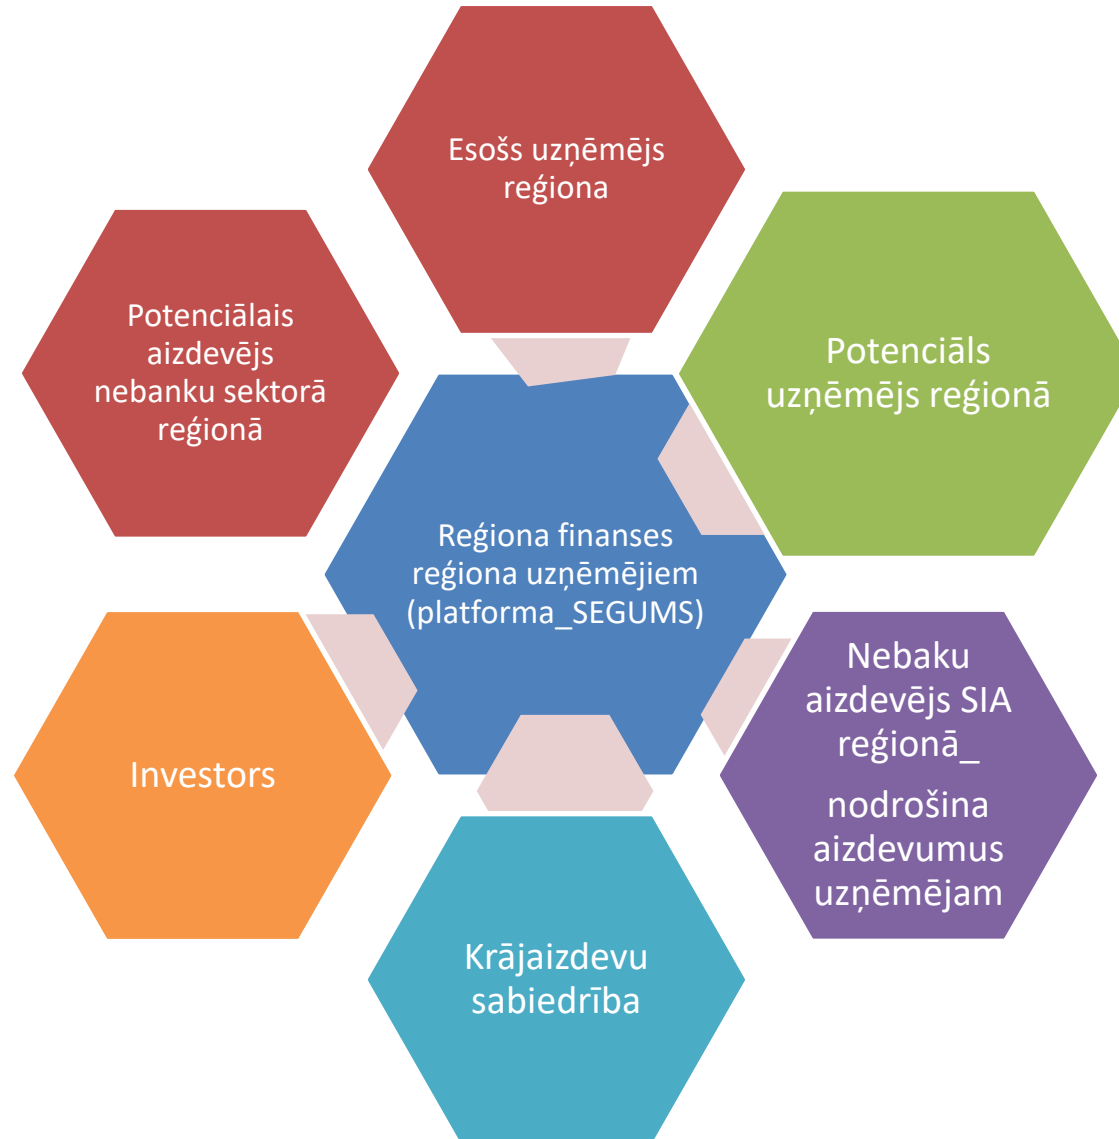 Esošs uzņēmējs
reģiona
Potenciāls
uzņēmējs reģionā
Nebaku
aizdevējs SIA
reģionā_
nodrošina
aizdevumus
uzņēmējam
Krājaizdevu
sabiedrība
Investors
Potenciālais
aizdevējs
nebanku sektorā
reģionā
Reģiona finanses
reģiona uzņēmējiem
(platforma_SEGUMS)